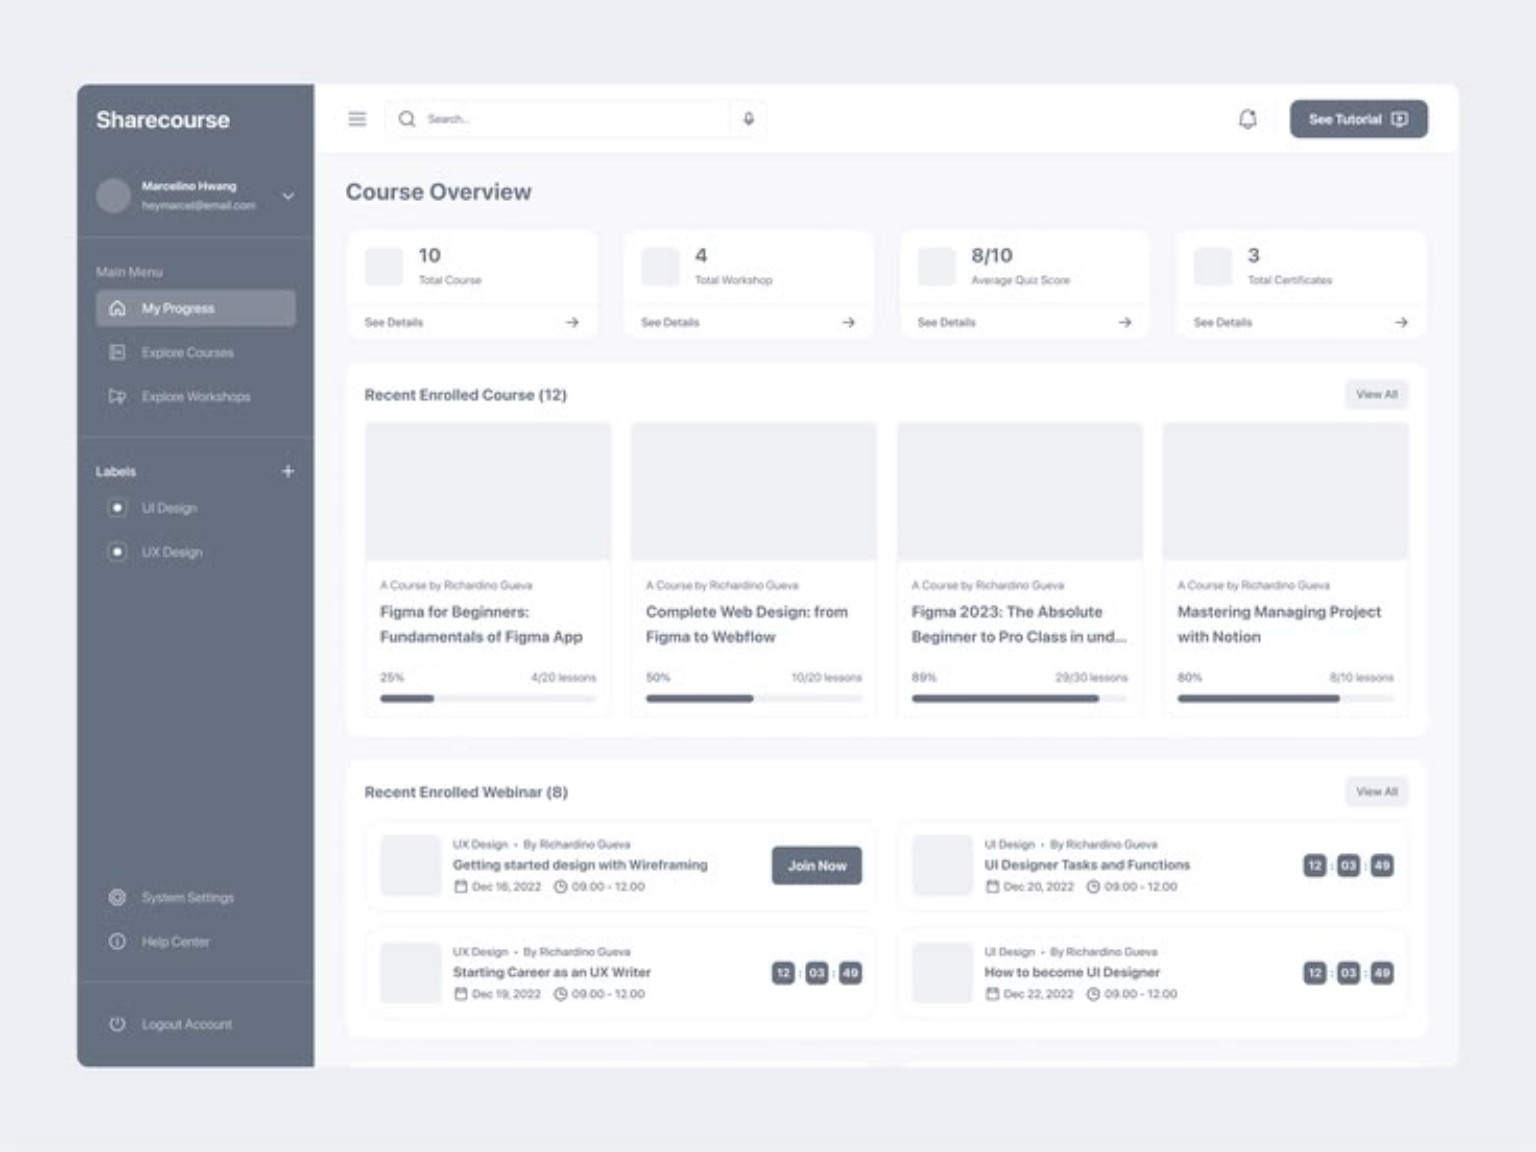 Sharecourse
Marcelino Hwang
heymarcel@email.com
Main Menu
My Progress
Explore Courses
Explore Workshops
Labels
UI Design
UX Design
System Settings
Help Center
Logout Account
Search..
See Tutorial
Course Overview
10
Total Course
See Details
4
Total Workshop
See Details
8/10
Average Quiz Score
See Details
3
Total Certificates
See Details
Recent Enrolled Course (12)
View All
A Course by Richardino Gueva
Figma for Beginners:
Fundamentals of Figma App
25% 4/20 lessons
A Course by Richardino Gueva
Complete Web Design: from
Figma to Webflow
50% 10/20 lessons
A Course by Richardino Gueva
Figma 2023: The Absolute
Beginner to Pro Class in und...
89% 29/30 lessons
A Course by Richardino Gueva
Mastering Managing Project
with Notion
80% 8/10 lessons
Recent Enrolled Webinar (8)
View All
UX Design • By Richardino Gueva
Getting started design with Wireframing
Dec 16, 2022 09.00 - 12.00
Join Now
UI Design • By Richardino Gueva
UI Designer Tasks and Functions
Dec 20, 2022 09.00 - 12.00
12 : 03 : 49
UX Design • By Richardino Gueva
Starting Career as an UX Writer
Dec 19, 2022 09.00 - 12.00
12 : 03 : 49
UI Design • By Richardino Gueva
How to become UI Designer
Dec 22, 2022 09.00 - 12.00
12 : 03 : 49